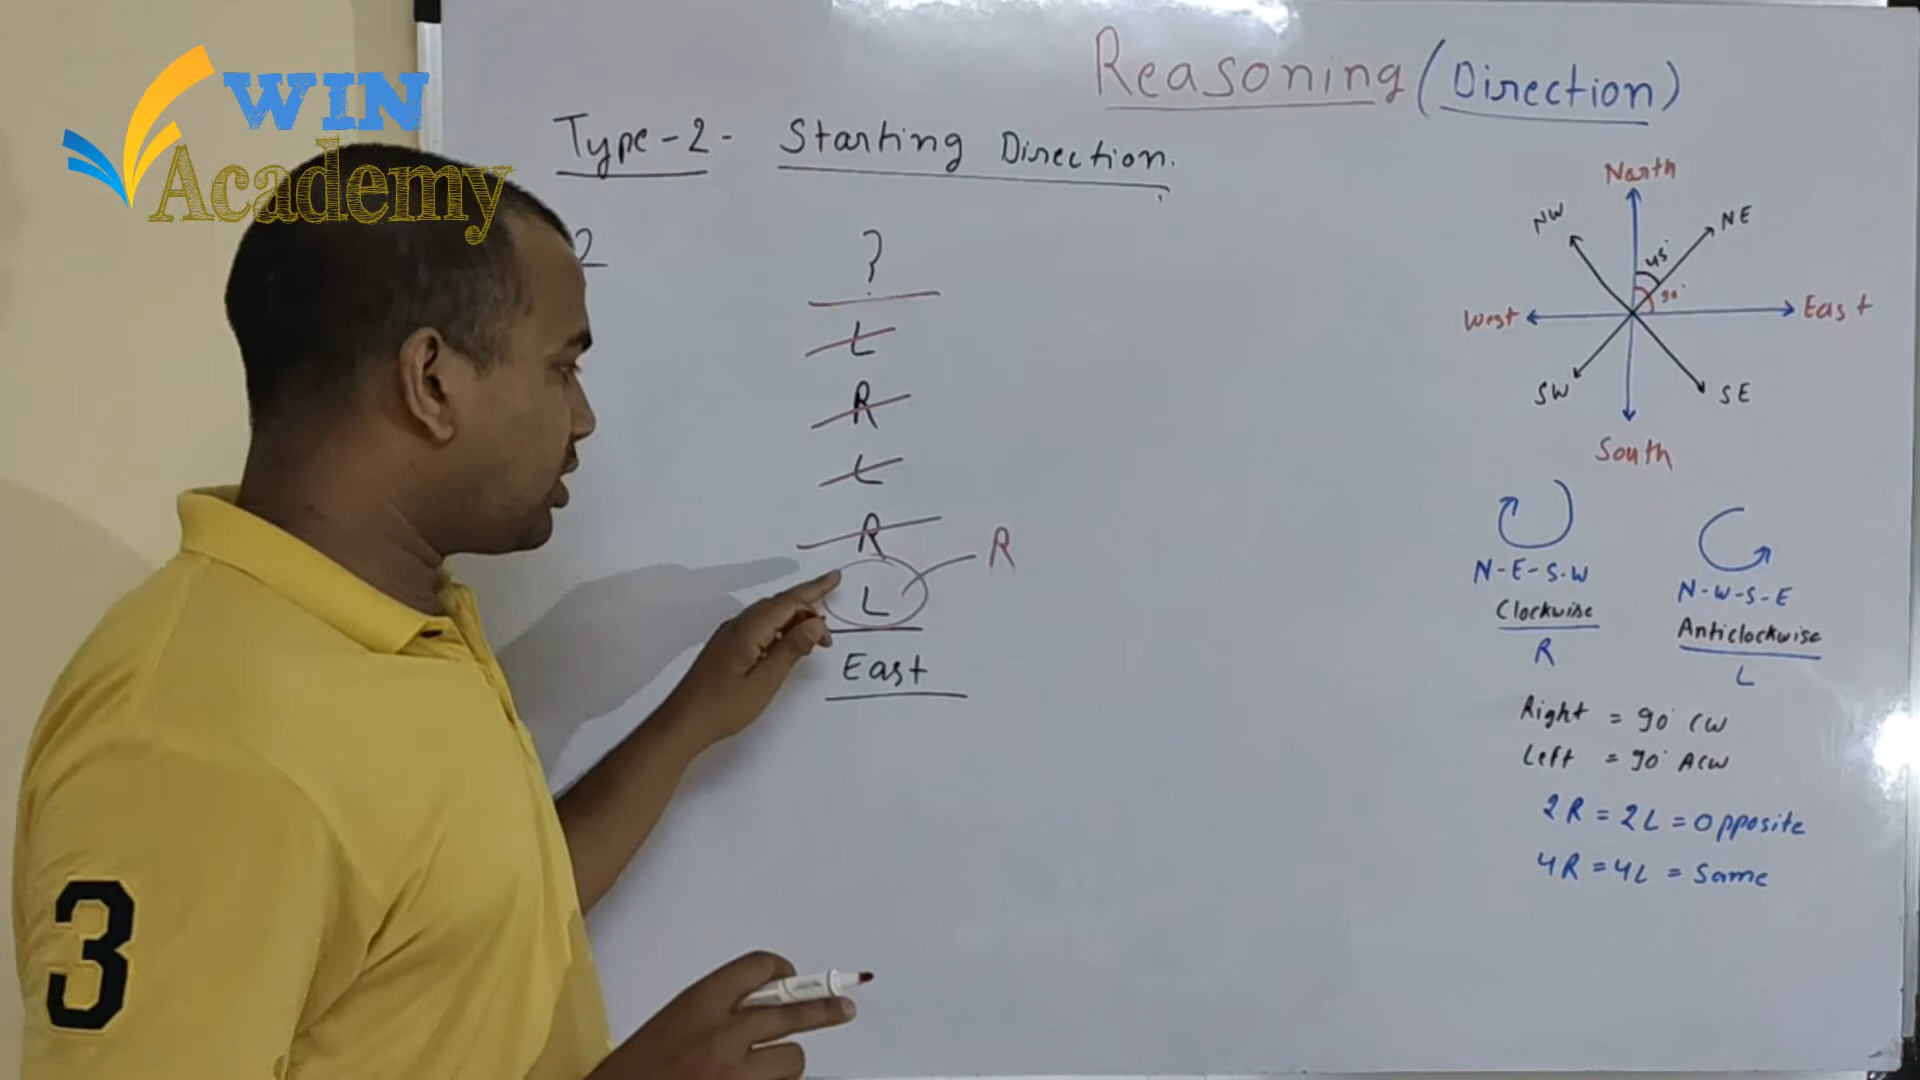 WIN
Academy
Reasoning (Direction)
Type-2- Starting Direction.
2
?
L
R
L
R
R
L
East
North
NW
NE
45°
90°
West
East
SW
SE
South
N-E-S-W
Clockwise
R
N-W-S-E
Anticlockwise
L
Right = 90° CW
Left = 90° ACW
2R = 2L = Opposite
4R = 4L = Same
3